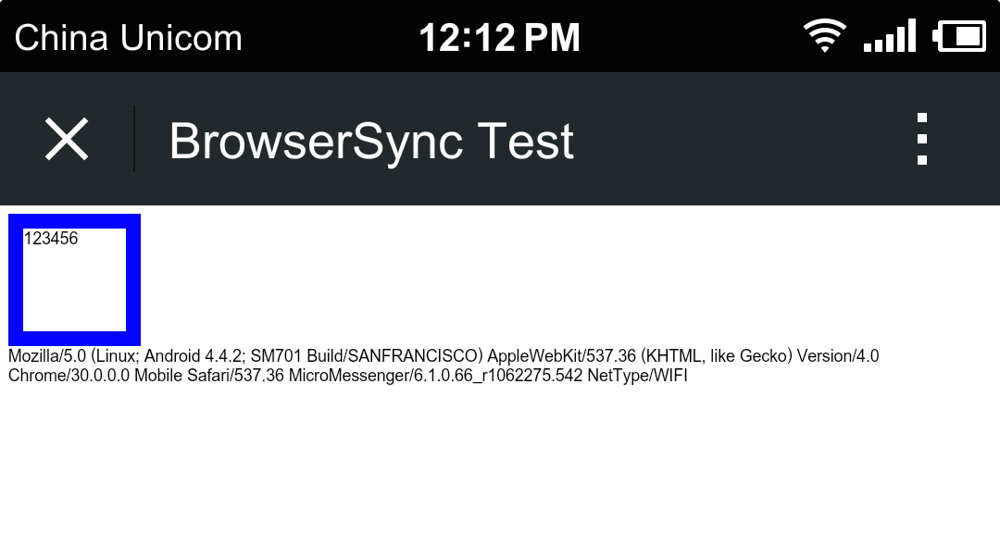 China Unicom 12:12 PM
BrowserSync Test
123456
Mozilla/5.0 (Linux; Android 4.4.2; SM701 Build/SANFRANCISCO) AppleWebKit/537.36 (KHTML, like Gecko) Version/4.0
Chrome/30.0.0.0 Mobile Safari/537.36 MicroMessenger/6.1.0.66_r1062275.542 NetType/WIFI